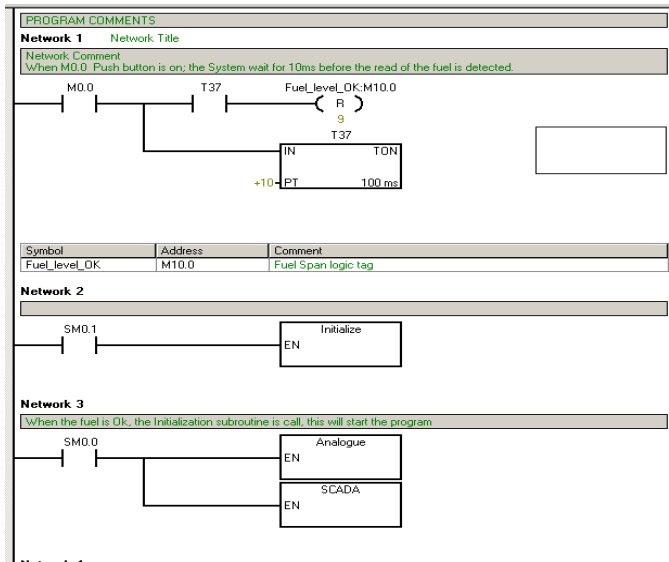 PROGRAM COMMENTS
Network 1 Network Title
Network Comment
When M0.0 Push button is on; the System wait for 10ms before the read of the fuel is detected.
M0.0 T37 Fuel_level_OK:M10.0
R
9
T37
IN TON
+10 PT 100 ms
Symbol Address Comment
Fuel_level_OK M10.0 Fuel Span logic tag
Network 2
SM0.1 Initialize
EN
Network 3
When the fuel is Ok, the Initialization subroutine is call, this will start the program
SM0.0 Analogue
EN
SCADA
EN